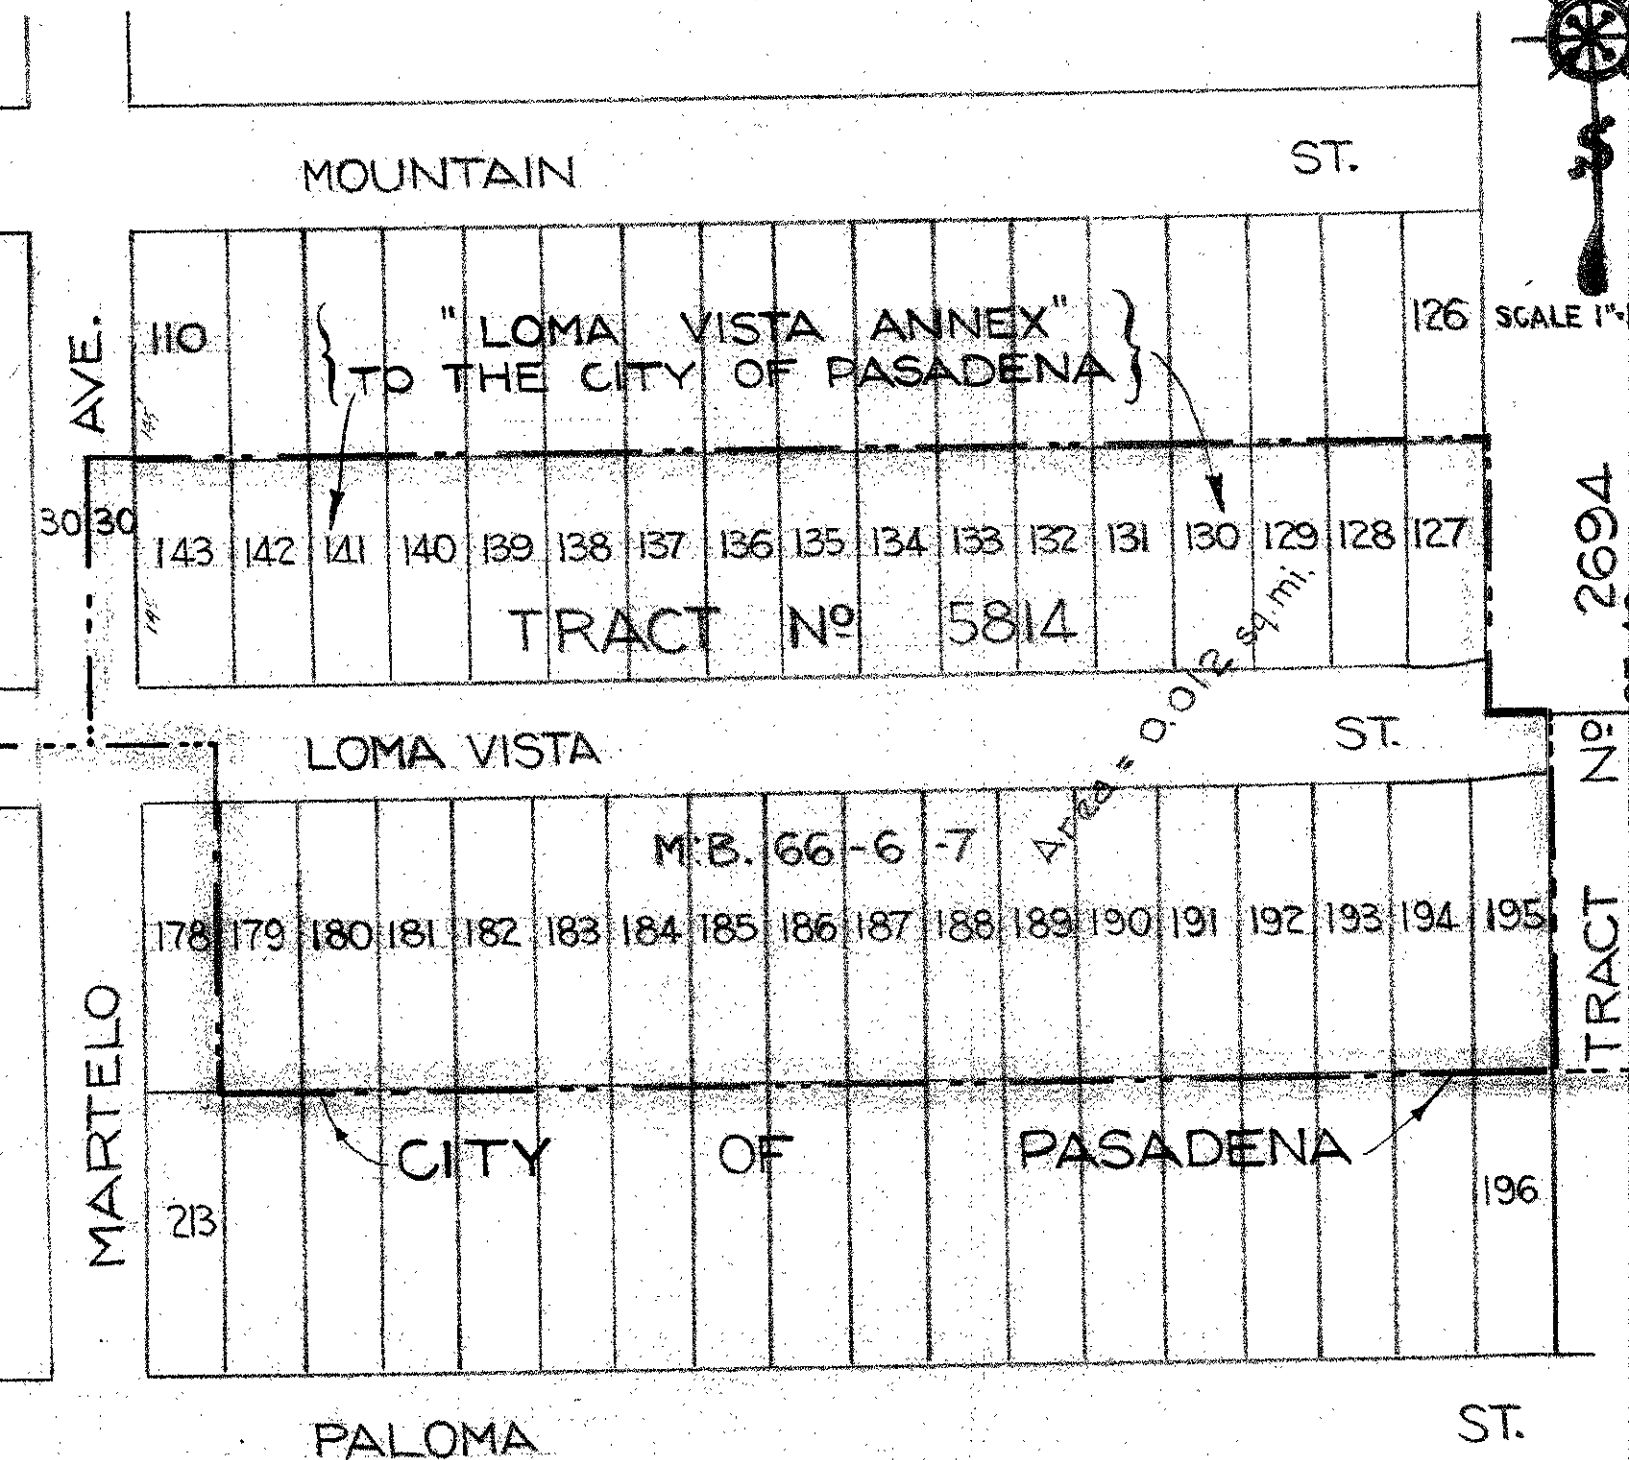 MOUNTAIN ST.
S
SCALE 1"=
AVE.
110
126
" LOMA VISTA ANNEX"
TO THE CITY OF PASADENA
145'
30 30
143 142 141 140 139 138 137 136 135 134 133 132 131 130 129 128 127
TRACT Nº 5814
Area = 0.012 sq. mi.
LOMA VISTA ST.
M.B. 66-6-7
178 179 180 181 182 183 184 185 186 187 188 189 190 191 192 193 194 195
MARTELO
TRACT Nº 2694
CITY OF PASADENA
213
196
PALOMA ST.